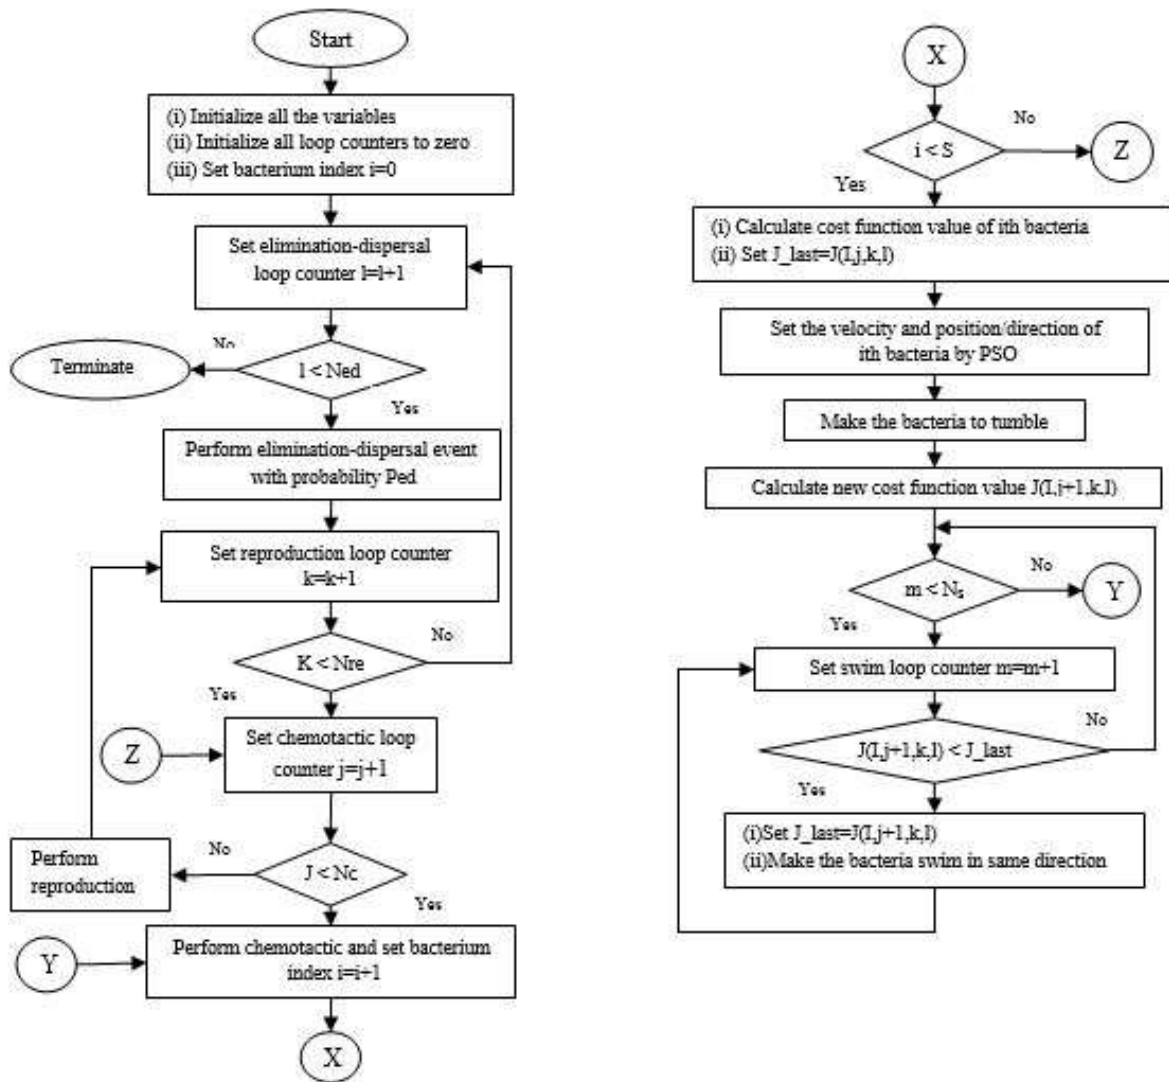 Start
(i) Initialize all the variables
(ii) Initialize all loop counters to zero
(iii) Set bacterium index i=0
Set elimination-dispersal
loop counter l=l+1
No
Terminate
l < Ned
Yes
Perform elimination-dispersal event
with probability Ped
Set reproduction loop counter
k=k+1
No
K < Nre
Yes
Z
Set chemotactic loop
counter j=j+1
No
Perform
reproduction
J < Nc
Yes
Y
Perform chemotactic and set bacterium
index i=i+1
X
X
No
i < S
Z
Yes
(i) Calculate cost function value of ith bacteria
(ii) Set J_last=J(I,j,k,l)
Set the velocity and position/direction of
ith bacteria by PSO
Make the bacteria to tumble
Calculate new cost function value J(I,j+1,k,l)
No
m < Ns
Y
Yes
Set swim loop counter m=m+1
No
J(I,j+1,k,l) < J_last
Yes
(i)Set J_last=J(I,j+1,k,l)
(ii)Make the bacteria swim in same direction